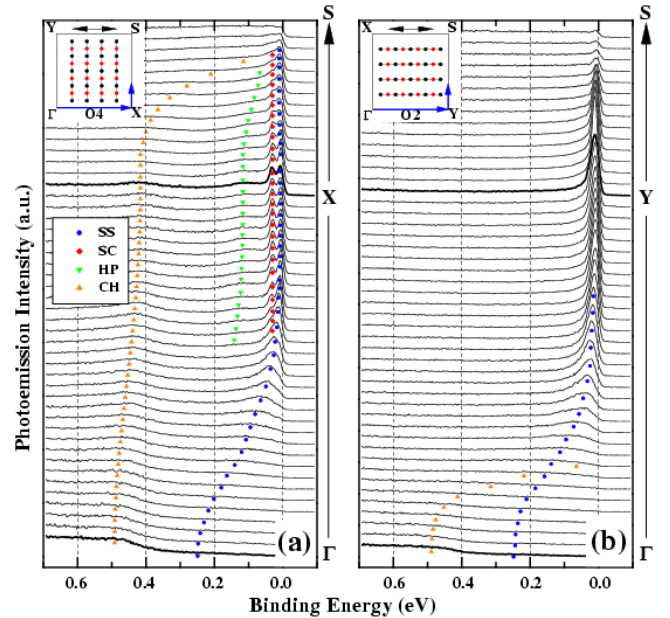 Y S
Γ O4 X
SS
SC
HP
CH
(a)
S
X
Γ
X S
Γ O2 Y
(b)
S
Y
Γ
Photoemission Intensity (a.u.)
0.6 0.4 0.2 0.0 0.6 0.4 0.2 0.0
Binding Energy (eV)